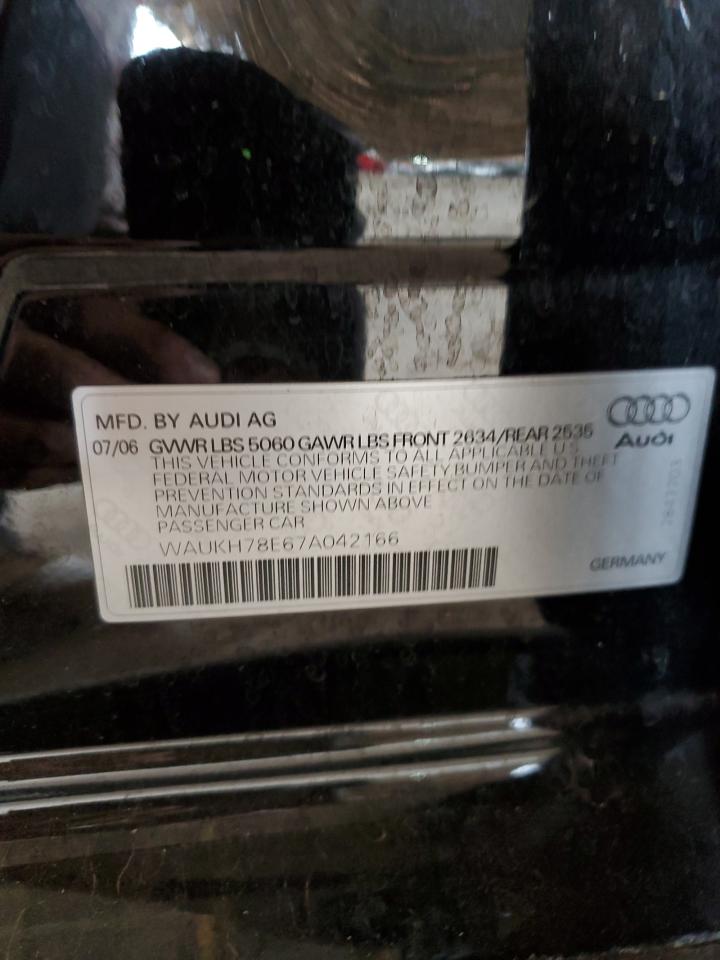 MFD. BY AUDI AG
07/06 GVWR LBS 5060 GAWR LBS FRONT 2634/REAR 2535
THIS VEHICLE CONFORMS TO ALL APPLICABLE U.S.
FEDERAL MOTOR VEHICLE SAFETY BUMPER AND THEFT
PREVENTION STANDARDS IN EFFECT ON THE DATE OF
MANUFACTURE SHOWN ABOVE
PASSENGER CAR
WAUKH78E67A042166
Audi
GERMANY